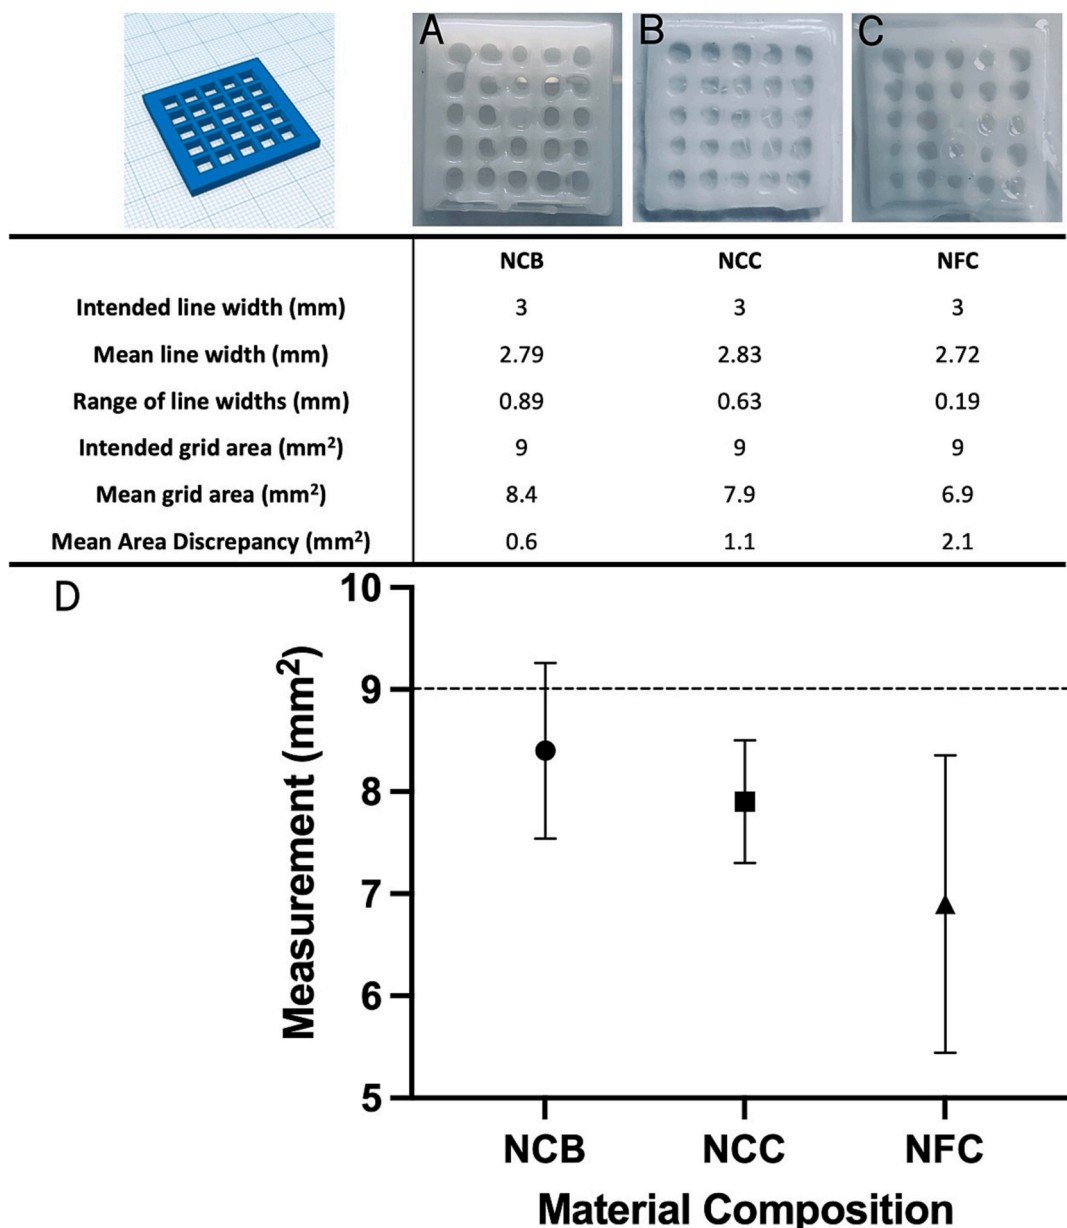 A B C
NCB NCC NFC
Intended line width (mm) 3 3 3
Mean line width (mm) 2.79 2.83 2.72
Range of line widths (mm) 0.89 0.63 0.19
Intended grid area (mm²) 9 9 9
Mean grid area (mm²) 8.4 7.9 6.9
Mean Area Discrepancy (mm²) 0.6 1.1 2.1
D
Measurement (mm²)
10
9
8
7
6
5
NCB NCC NFC
Material Composition